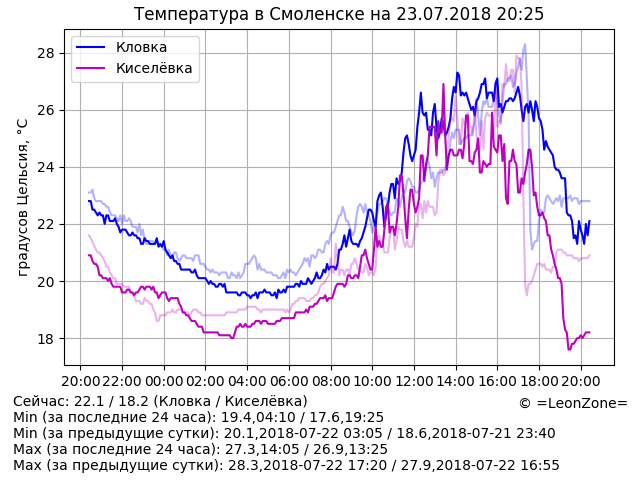 Температура в Смоленске на 23.07.2018 20:25
Кловка
Киселёвка
градусов Цельсия, °C
28
26
24
22
20
18
20:00 22:00 00:00 02:00 04:00 06:00 08:00 10:00 12:00 14:00 16:00 18:00 20:00
Сейчас: 22.1 / 18.2 (Кловка / Киселёвка)
© =LeonZone=
Min (за последние 24 часа): 19.4,04:10 / 17.6,19:25
Min (за предыдущие сутки): 20.1,2018-07-22 03:05 / 18.6,2018-07-21 23:40
Max (за последние 24 часа): 27.3,14:05 / 26.9,13:25
Max (за предыдущие сутки): 28.3,2018-07-22 17:20 / 27.9,2018-07-22 16:55